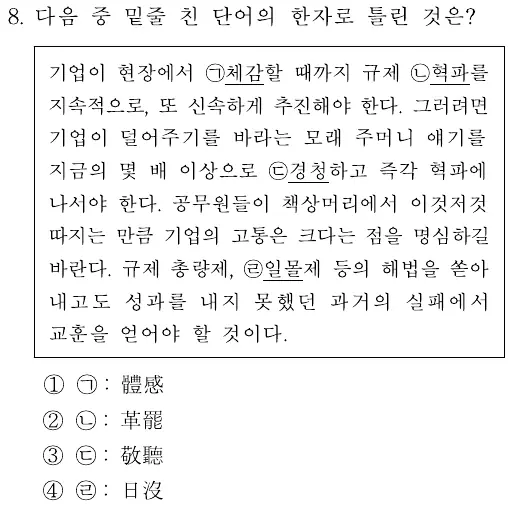 8. 다음 중 밑줄 친 단어의 한자로 틀린 것은?
기업이 현장에서 ㉠체감할 때까지 규제 ㉡혁파를
지속적으로, 또 신속하게 추진해야 한다. 그러려면
기업이 덜어주기를 바라는 모래 주머니 얘기를
지금의 몇 배 이상으로 ㉢경청하고 즉각 혁파에
나서야 한다. 공무원들이 책상머리에서 이것저것
따지는 만큼 기업의 고통은 크다는 점을 명심하길
바란다. 규제 총량제, ㉣일몰제 등의 해법을 쏟아
내고도 성과를 내지 못했던 과거의 실패에서
교훈을 얻어야 할 것이다.
① ㉠: 體感
② ㉡: 革罷
③ ㉢: 敬聽
④ ㉣: 日沒